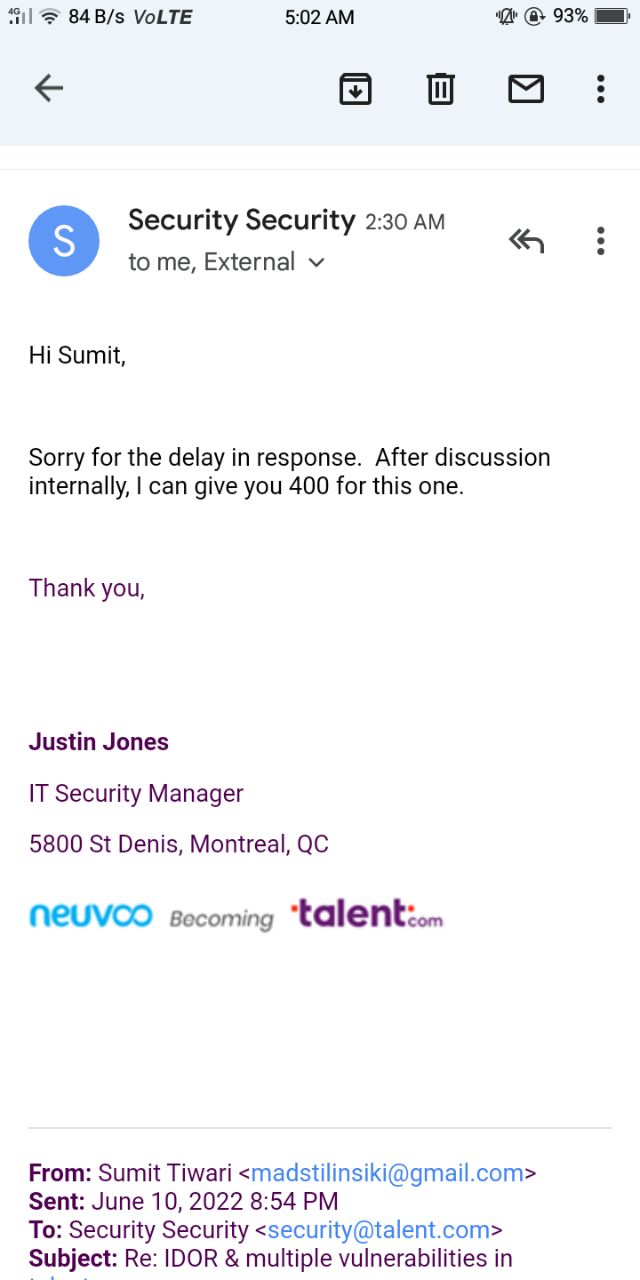 4G 84 B/s VoLTE 5:02 AM 93%
S
Security Security 2:30 AM
to me, External
Hi Sumit,
Sorry for the delay in response.  After discussion
internally, I can give you 400 for this one.
Thank you,
Justin Jones
IT Security Manager
5800 St Denis, Montreal, QC
neuvoo Becoming talent.com
From: Sumit Tiwari <madstilinsiki@gmail.com>
Sent: June 10, 2022 8:54 PM
To: Security Security <security@talent.com>
Subject: Re: IDOR & multiple vulnerabilities in